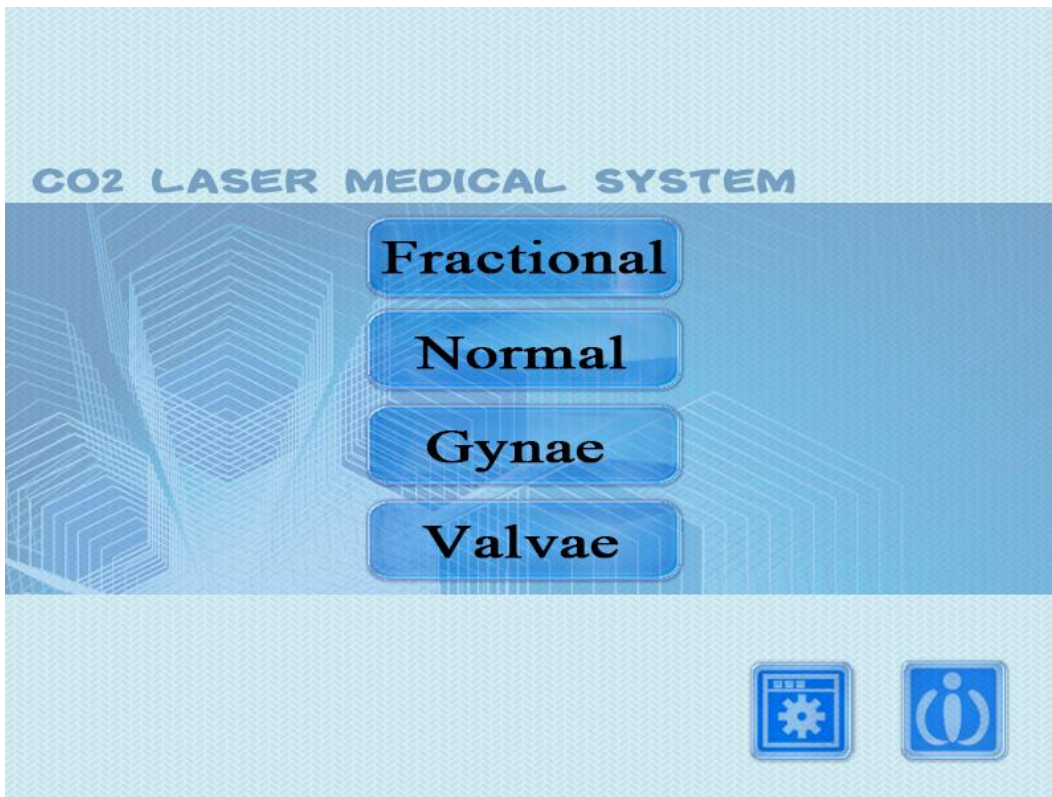 CO2 LASER MEDICAL SYSTEM
Fractional
Normal
Gynae
Valvae